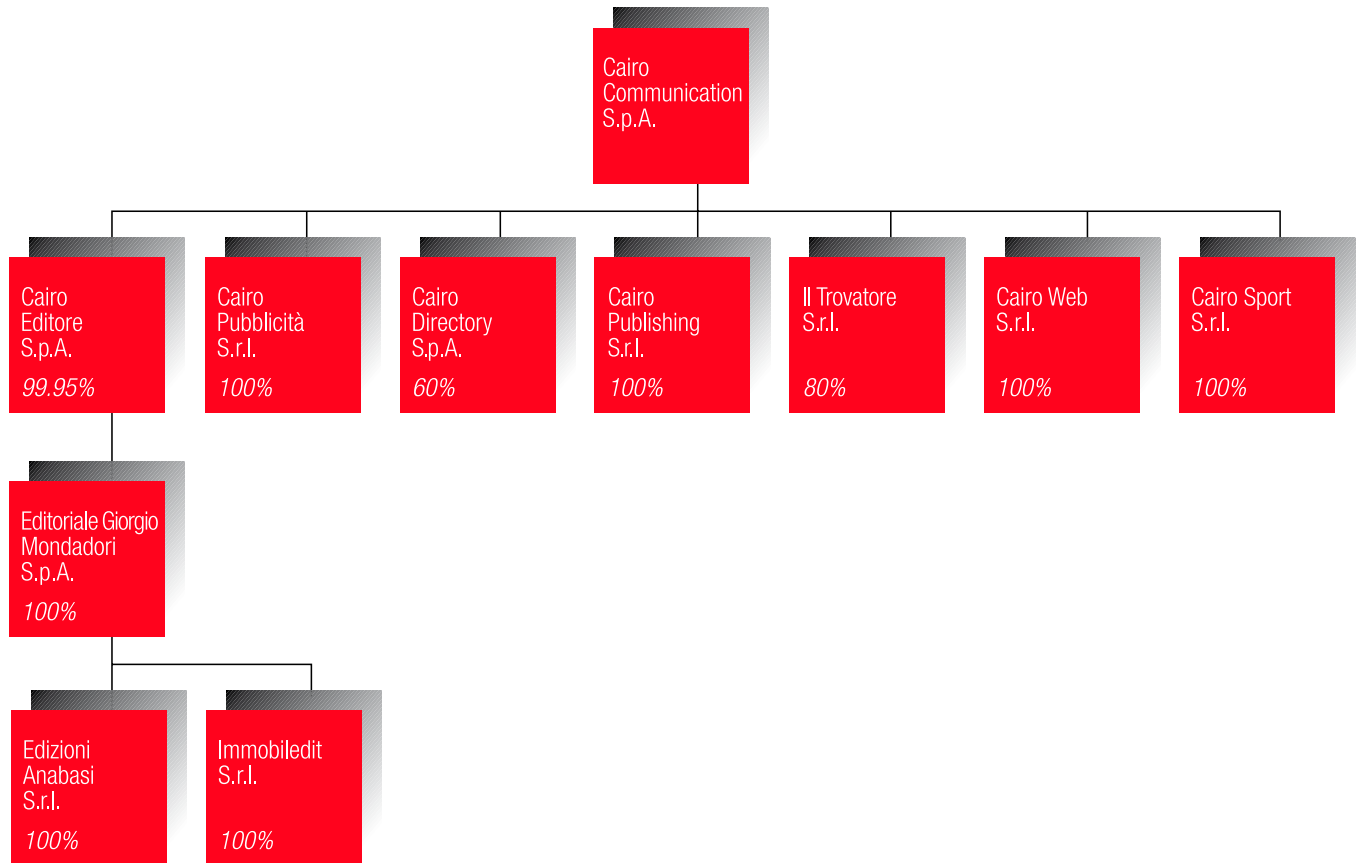 Cairo
Communication
S.p.A.
Cairo
Editore
S.p.A.
99.95%
Cairo
Pubblicità
S.r.l.
100%
Cairo
Directory
S.p.A.
60%
Cairo
Publishing
S.r.l.
100%
Il Trovatore
S.r.l.
80%
Cairo Web
S.r.l.
100%
Cairo Sport
S.r.l.
100%
Editoriale Giorgio
Mondadori
S.p.A.
100%
Edizioni
Anabasi
S.r.l.
100%
Immobiledit
S.r.l.
100%